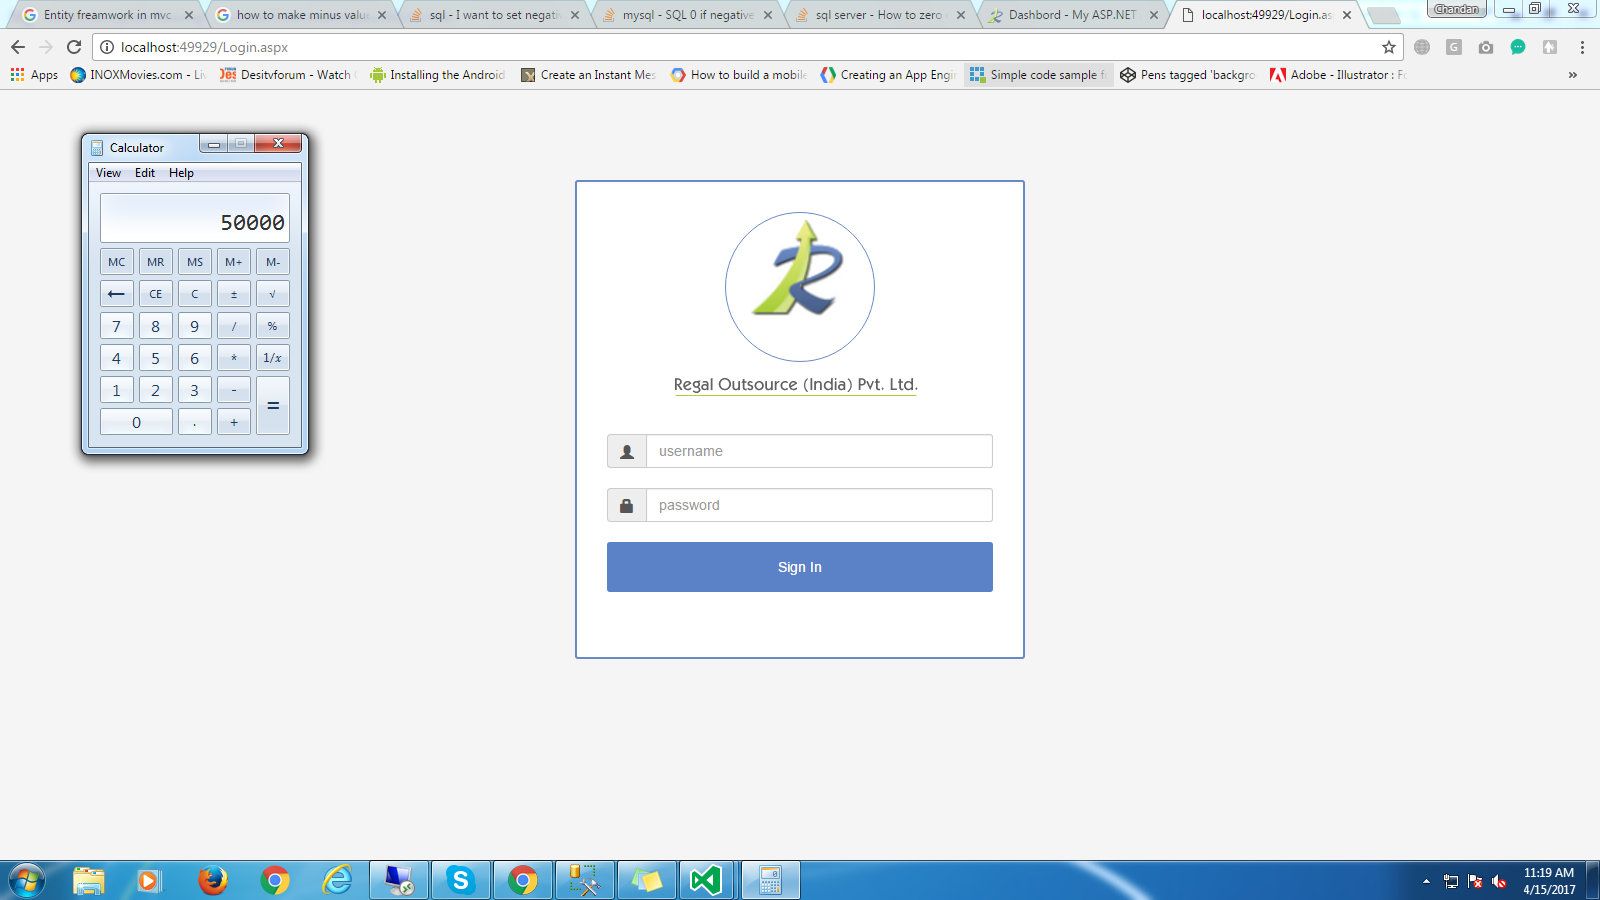 Entity freamwork in mvc
how to make minus valu
sql - I want to set negati
mysql - SQL 0 if negative
sql server - How to zero
Dashbord - My ASP.NET
localhost:49929/Login.as
Chandan
localhost:49929/Login.aspx
Apps
INOXMovies.com - Li
Desitvforum - Watch
Installing the Android
Create an Instant Mes
How to build a mobile
Creating an App Engi
Simple code sample f
Pens tagged 'backgro
Adobe - Illustrator : Fo
»
Calculator
View Edit Help
50000
MC MR MS M+ M-
← CE C ± √
7 8 9 / %
4 5 6 * 1/x
1 2 3 - =
0 . +
R
Regal Outsource (India) Pvt. Ltd.
username
password
Sign In
11:19 AM
4/15/2017